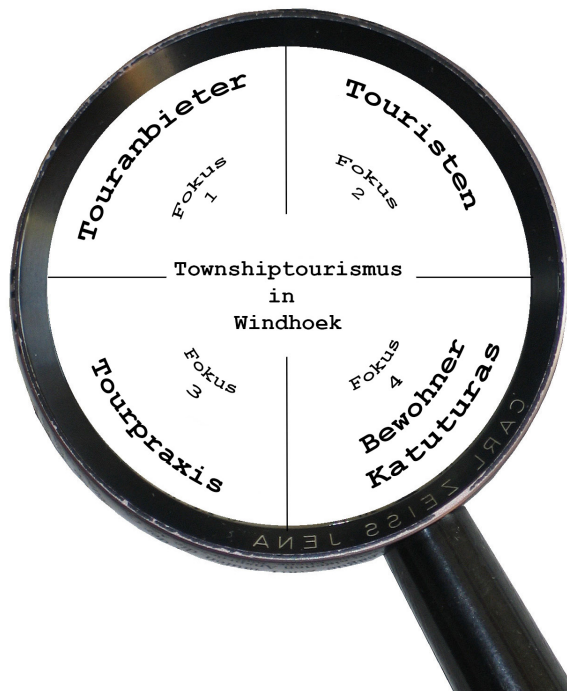 Touranbieter
Fokus
1
Touristen
Fokus
2
Townshiptourismus
in
Windhoek
Fokus
3
Tourpraxis
Fokus
4
Bewohner
Katuturas
CARL ZEISS JENA